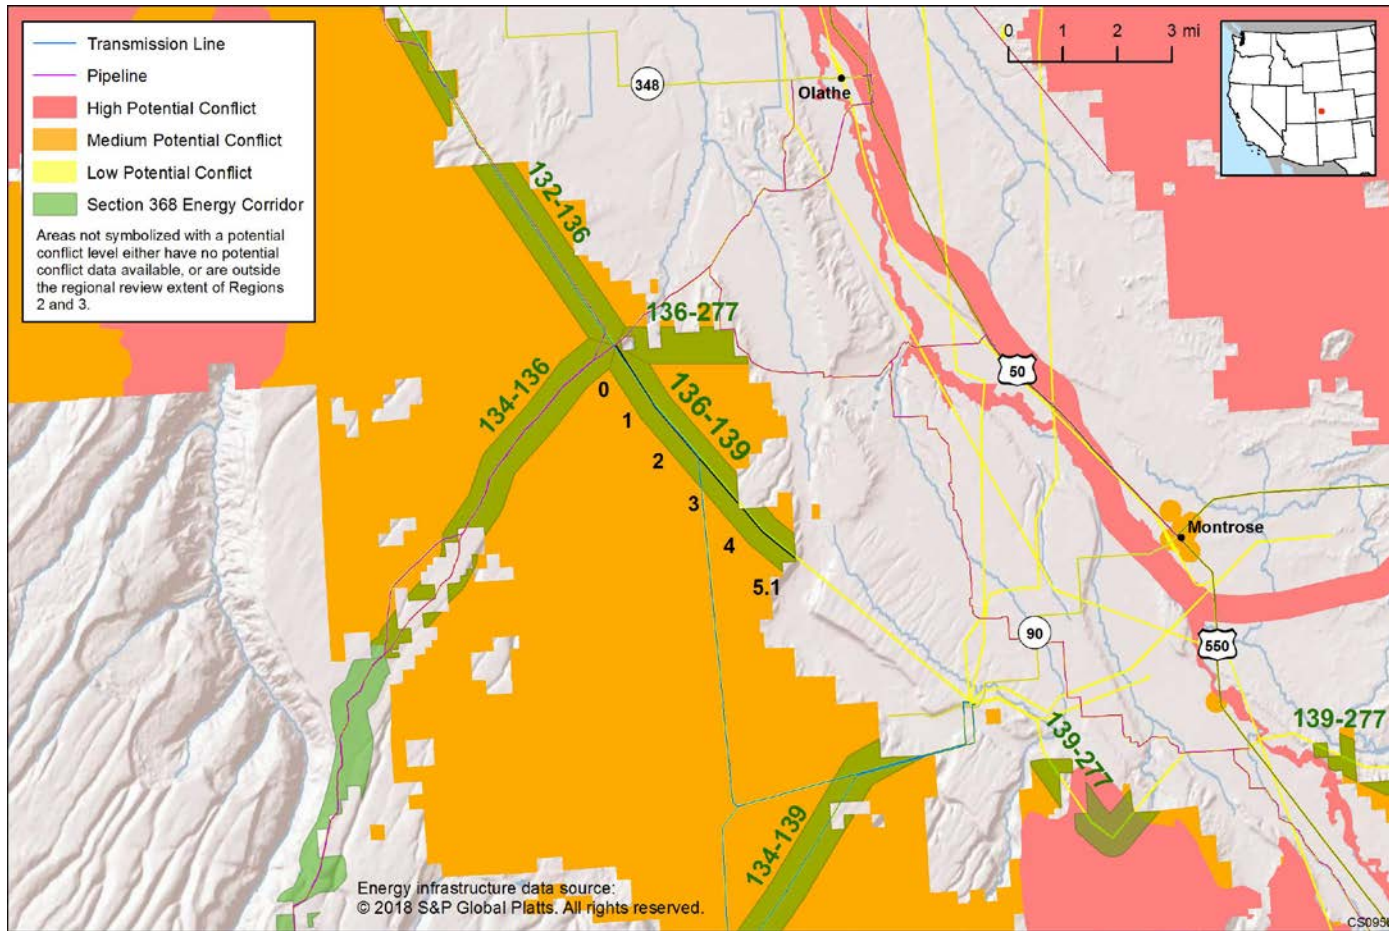 Transmission Line
Pipeline
High Potential Conflict
Medium Potential Conflict
Low Potential Conflict
Section 368 Energy Corridor
Areas not symbolized with a potential
conflict level either have no potential
conflict data available, or are outside
the regional review extent of Regions
2 and 3.
0 1 2 3 mi
348
Olathe
132-136
136-277
134-136
136-139
0
1
2
3
4
5.1
50
Montrose
90
550
139-277
139-277
134-139
Energy infrastructure data source:
© 2018 S&P Global Platts. All rights reserved.